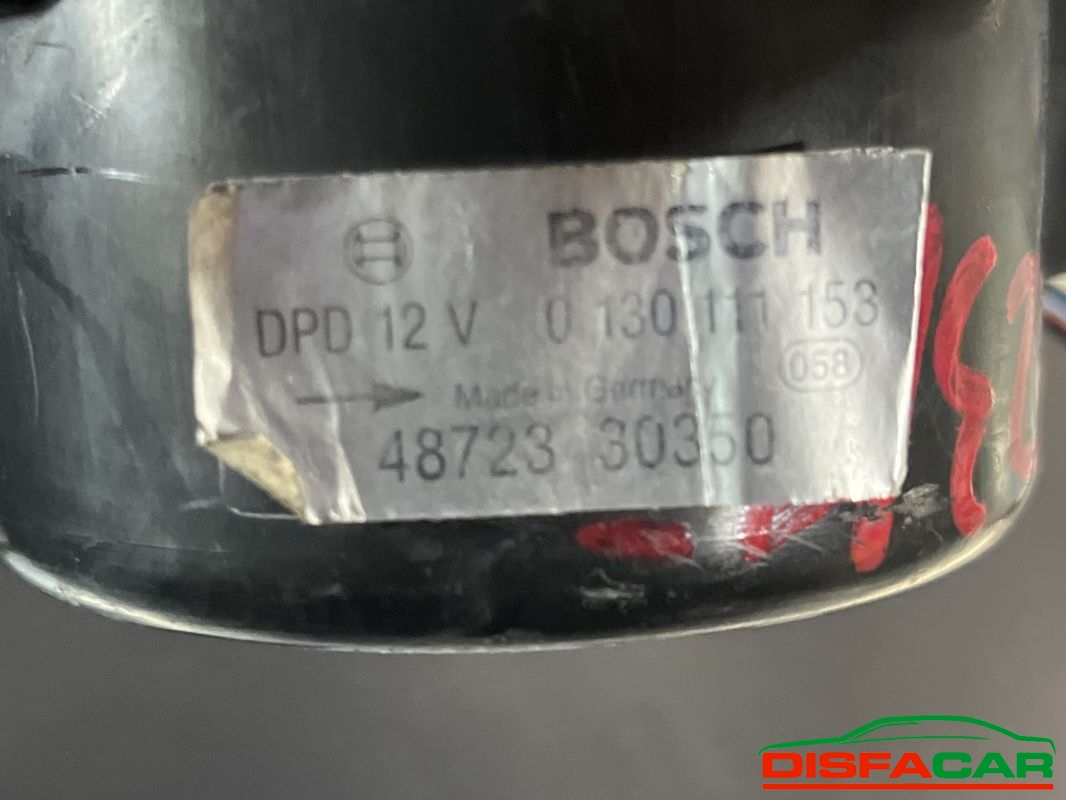 BOSCH
DPD 12 V 0 130 111 153
Made in Germany 058
48723 30350
DISFACAR